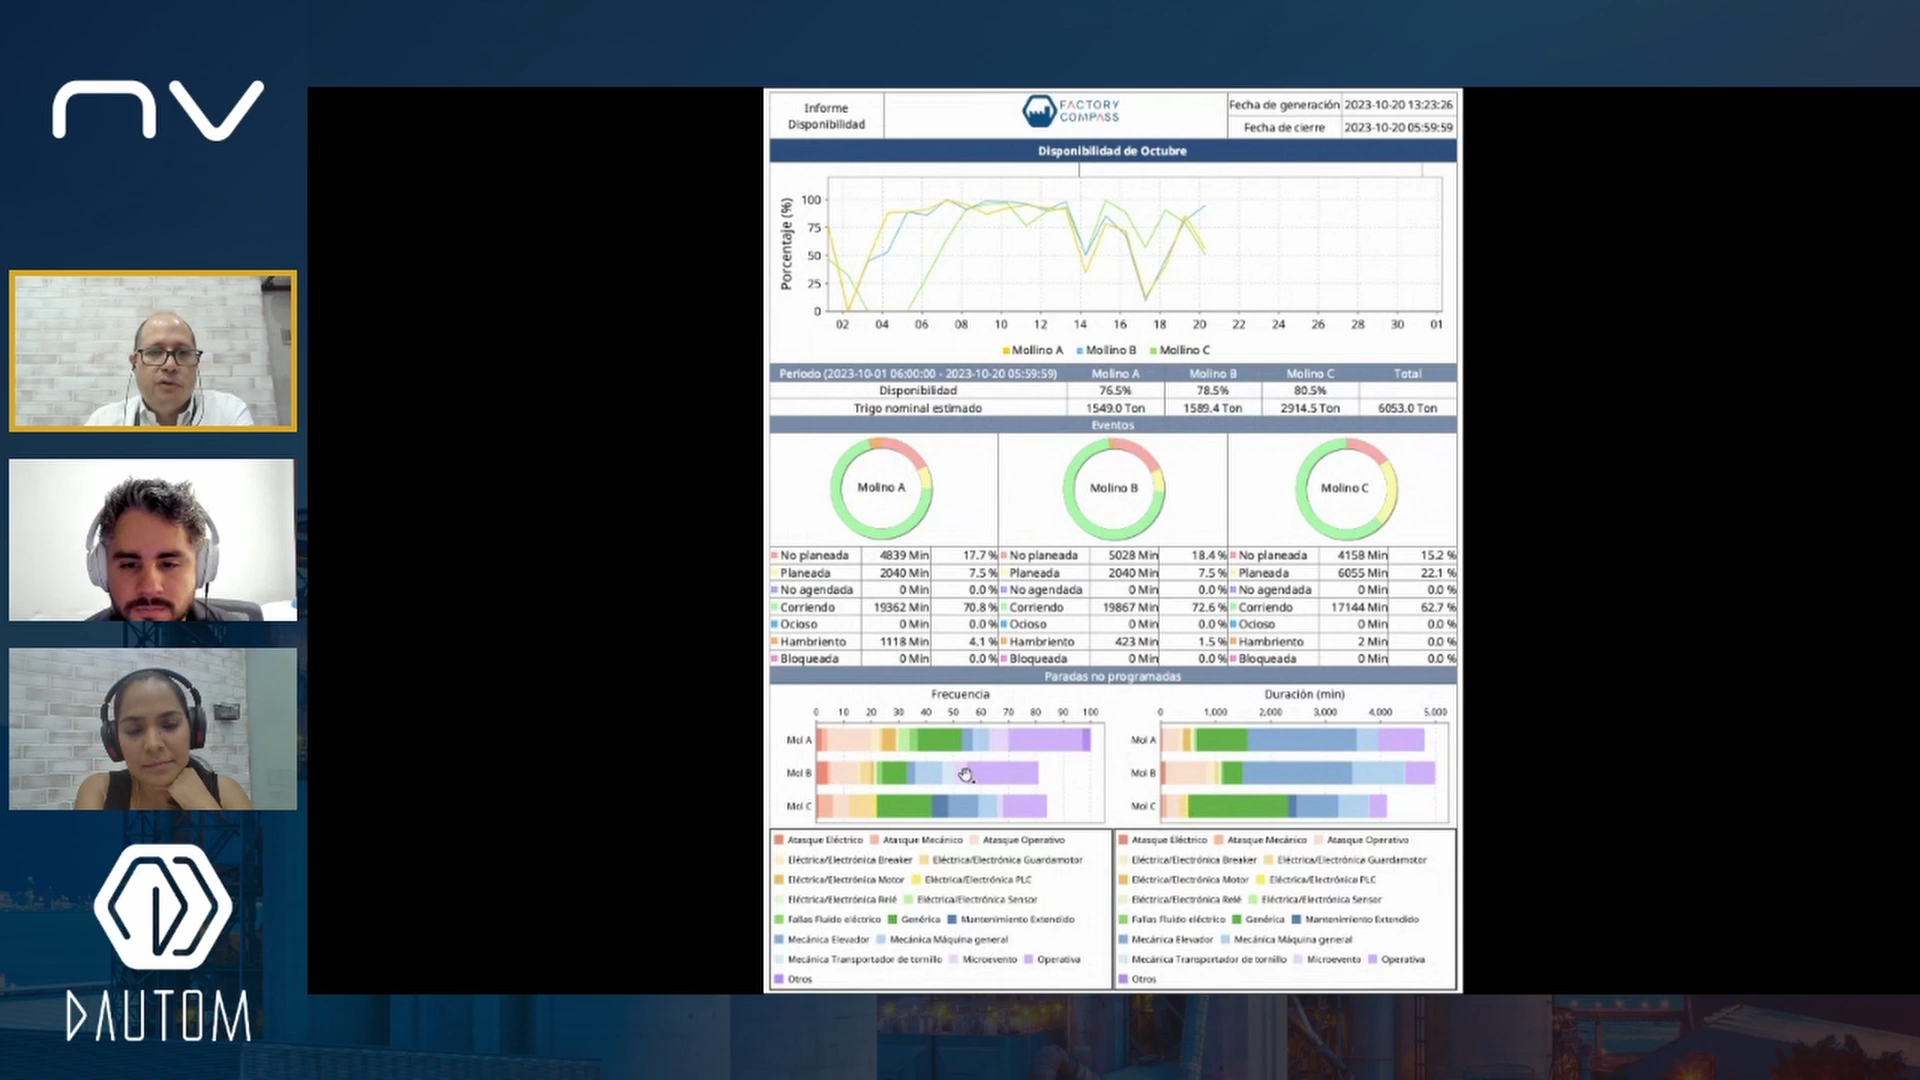 nv
DAUTOM
Informe
Disponibilidad
FACTORY
COMPASS
Fecha de generación 2023-10-20 13:23:26
Fecha de cierre 2023-10-20 05:59:59
Disponibilidad de Octubre
Porcentaje (%)
100
75
50
25
0
02 04 06 08 10 12 14 16 18 20 22 24 26 28 30 01
Mollino A Mollino B Mollino C
Periodo (2023-10-01 06:00:00 - 2023-10-20 05:59:59) Molino A Molino B Molino C Total
Disponibilidad 76.5% 78.5% 80.5%
Trigo nominal estimado 1549.0 Ton 1589.4 Ton 2914.5 Ton 6053.0 Ton
Eventos
Molino A Molino B Molino C
No planeada 4839 Min 17.7 % No planeada 5028 Min 18.4 % No planeada 4158 Min 15.2 %
Planeada 2040 Min 7.5 % Planeada 2040 Min 7.5 % Planeada 6055 Min 22.1 %
No agendada 0 Min 0.0 % No agendada 0 Min 0.0 % No agendada 0 Min 0.0 %
Corriendo 19362 Min 70.8 % Corriendo 19867 Min 72.6 % Corriendo 17144 Min 62.7 %
Ocioso 0 Min 0.0 % Ocioso 0 Min 0.0 % Ocioso 0 Min 0.0 %
Hambriento 1118 Min 4.1 % Hambriento 423 Min 1.5 % Hambriento 2 Min 0.0 %
Bloqueada 0 Min 0.0 % Bloqueada 0 Min 0.0 % Bloqueada 0 Min 0.0 %
Paradas no programadas
Frecuencia Duración (min)
0 10 20 30 40 50 60 70 80 90 100 0 1,000 2,000 3,000 4,000 5,000
Mol A Mol A
Mol B Mol B
Mol C Mol C
Atasque Eléctrico Atasque Mecánico Atasque Operativo
Eléctrica/Electrónica Breaker Eléctrica/Electrónica Guardamotor
Eléctrica/Electrónica Motor Eléctrica/Electrónica PLC
Eléctrica/Electrónica Relé Eléctrica/Electrónica Sensor
Fallas Fluido eléctrico Genérica Mantenimiento Extendido
Mecánica Elevador Mecánica Máquina general
Mecánica Transportador de tornillo Microevento Operativa
Otros
Atasque Eléctrico Atasque Mecánico Atasque Operativo
Eléctrica/Electrónica Breaker Eléctrica/Electrónica Guardamotor
Eléctrica/Electrónica Motor Eléctrica/Electrónica PLC
Eléctrica/Electrónica Relé Eléctrica/Electrónica Sensor
Fallas Fluido eléctrico Genérica Mantenimiento Extendido
Mecánica Elevador Mecánica Máquina general
Mecánica Transportador de tornillo Microevento Operativa
Otros